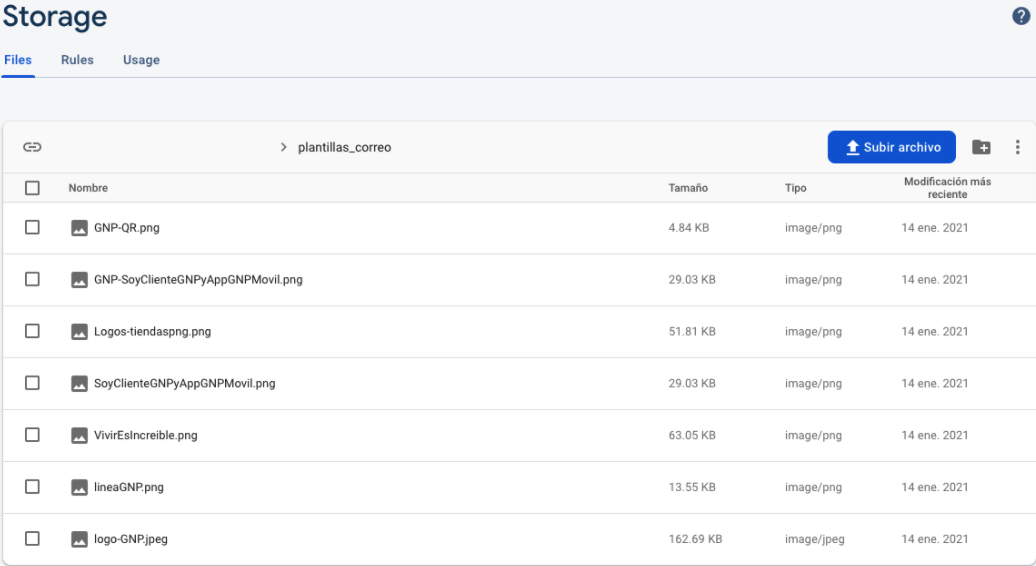 Storage
Files Rules Usage
plantillas_correo Subir archivo
Nombre Tamaño Tipo Modificación más
reciente
GNP-QR.png 4.84 KB image/png 14 ene. 2021
GNP-SoyClienteGNPyAppGNPMovil.png 29.03 KB image/png 14 ene. 2021
Logos-tiendaspng.png 51.81 KB image/png 14 ene. 2021
SoyClienteGNPyAppGNPMovil.png 29.03 KB image/png 14 ene. 2021
VivirEsIncreible.png 63.05 KB image/png 14 ene. 2021
lineaGNP.png 13.55 KB image/png 14 ene. 2021
logo-GNP.jpeg 162.69 KB image/jpeg 14 ene. 2021